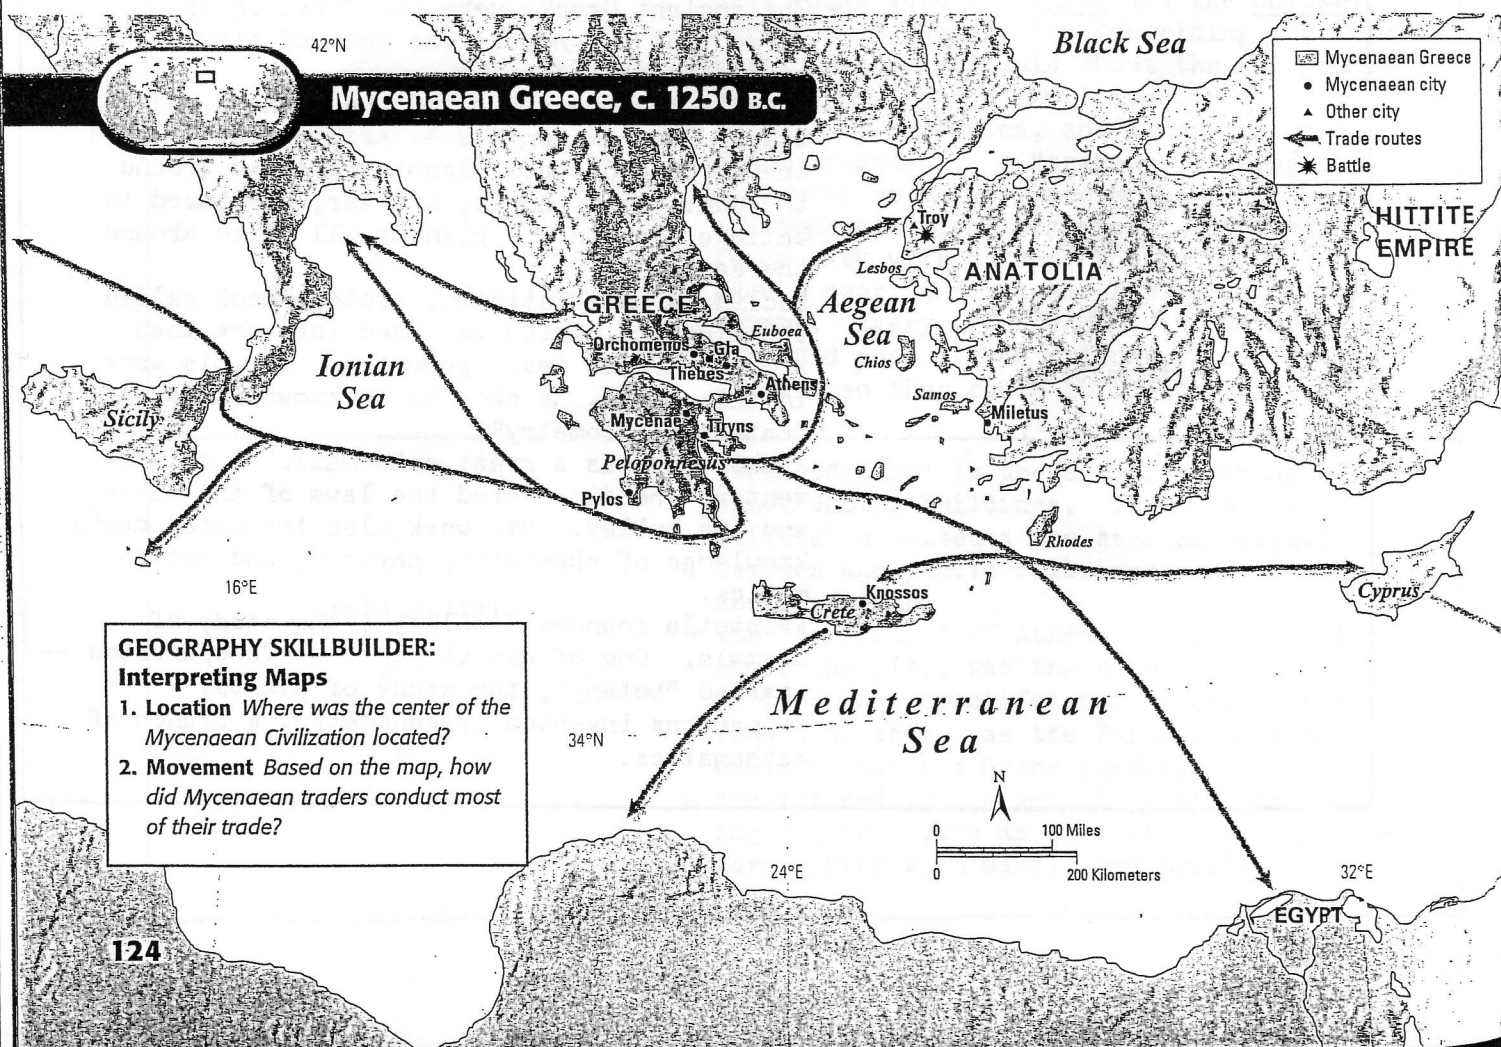 42°N
Mycenaean Greece, c. 1250 B.C.
Black Sea
Mycenaean Greece
Mycenaean city
Other city
Trade routes
Battle
HITTITE
EMPIRE
Troy
Lesbos
ANATOLIA
GREECE
Aegean
Sea
Euboea
Orchomenos
Gla
Chios
Thebes
Athens
Ionian
Sea
Sicily
Samos
Miletus
Mycenae
Tiryns
Peloponnesus
Pylos
Rhodes
Knossos
Crete
Cyprus
16°E
GEOGRAPHY SKILLBUILDER:
Interpreting Maps
1. Location Where was the center of the
Mycenaean Civilization located?
2. Movement Based on the map, how
did Mycenaean traders conduct most
of their trade?
Mediterranean
Sea
34°N
N
0 100 Miles
0 200 Kilometers
24°E
32°E
EGYPT
124